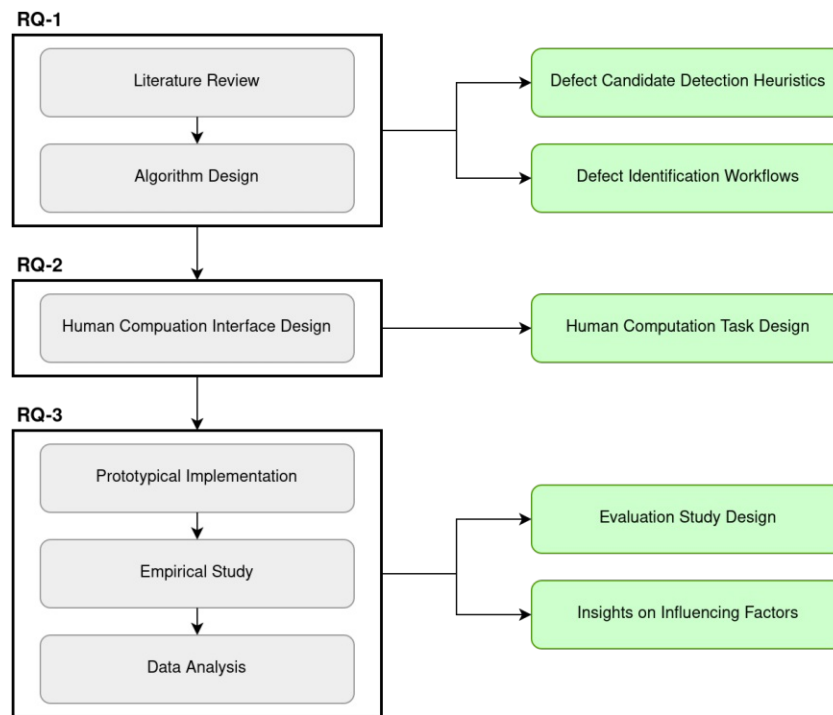 RQ-1
Literature Review
Algorithm Design
Defect Candidate Detection Heuristics
Defect Identification Workflows
RQ-2
Human Compuation Interface Design
Human Computation Task Design
RQ-3
Prototypical Implementation
Empirical Study
Data Analysis
Evaluation Study Design
Insights on Influencing Factors